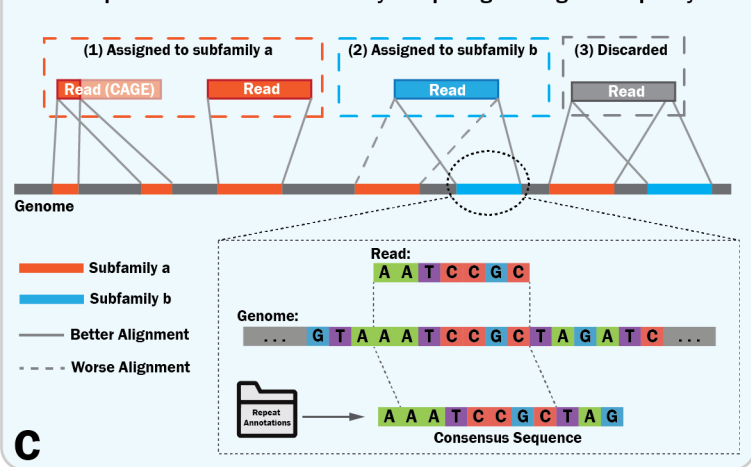 (1) Assigned to subfamily a
(2) Assigned to subfamily b
(3) Discarded
Read (CAGE)
Read
Read
Read
Genome
Subfamily a
Subfamily b
Better Alignment
Worse Alignment
Read:
A A T C C G C
Genome:
... G T A A A T C C G C T A G A T C ...
Repeat
Annotations
A A A T C C G C T A G
Consensus Sequence
C